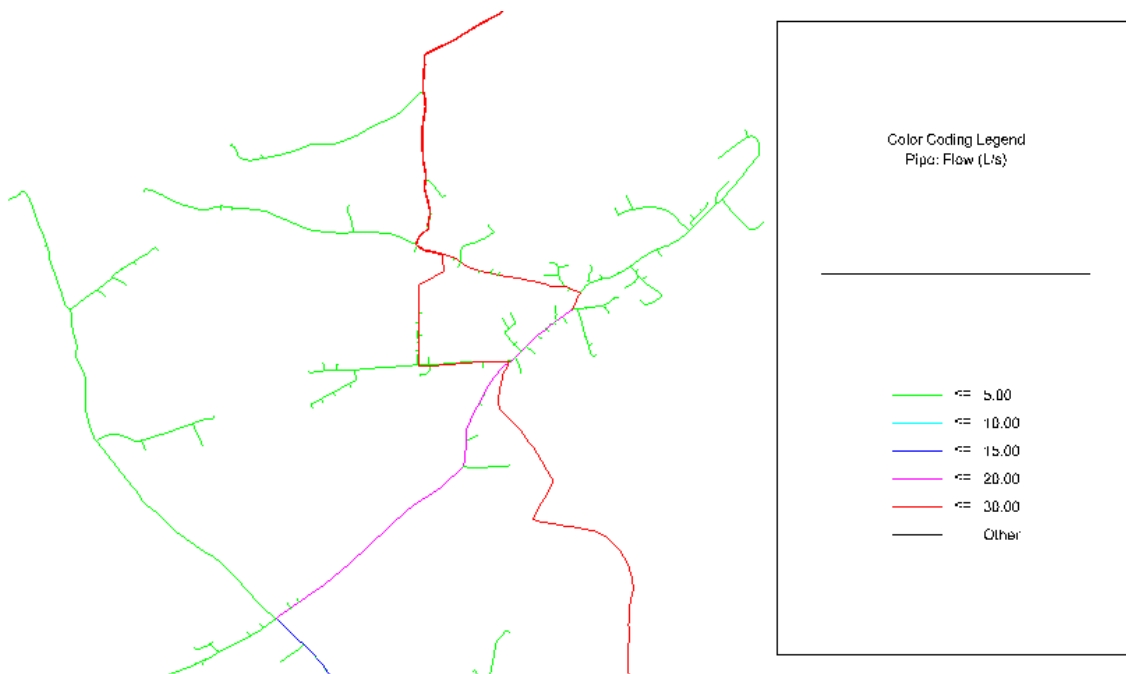 Color Coding Legend
Pipe: Flow (L/s)
<= 5.00
<= 10.00
<= 15.00
<= 20.00
<= 30.00
Other